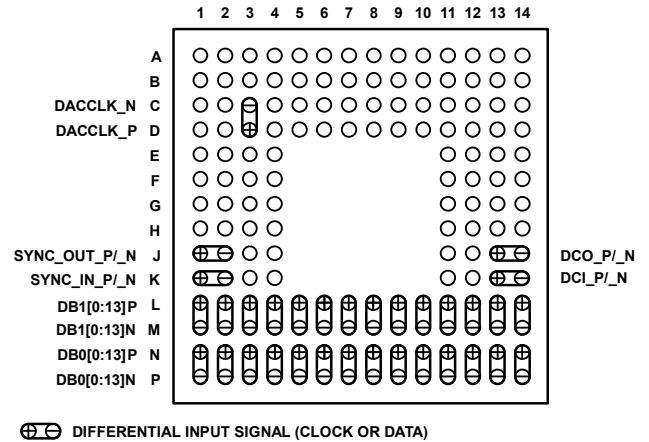 1 2 3 4 5 6 7 8 9 10 11 12 13 14
A
B
DACCLK_N C
DACCLK_P D
E
F
G
H
SYNC_OUT_P/_N J DCO_P/_N
SYNC_IN_P/_N K DCI_P/_N
DB1[0:13]P L
DB1[0:13]N M
DB0[0:13]P N
DB0[0:13]N P
DIFFERENTIAL INPUT SIGNAL (CLOCK OR DATA)